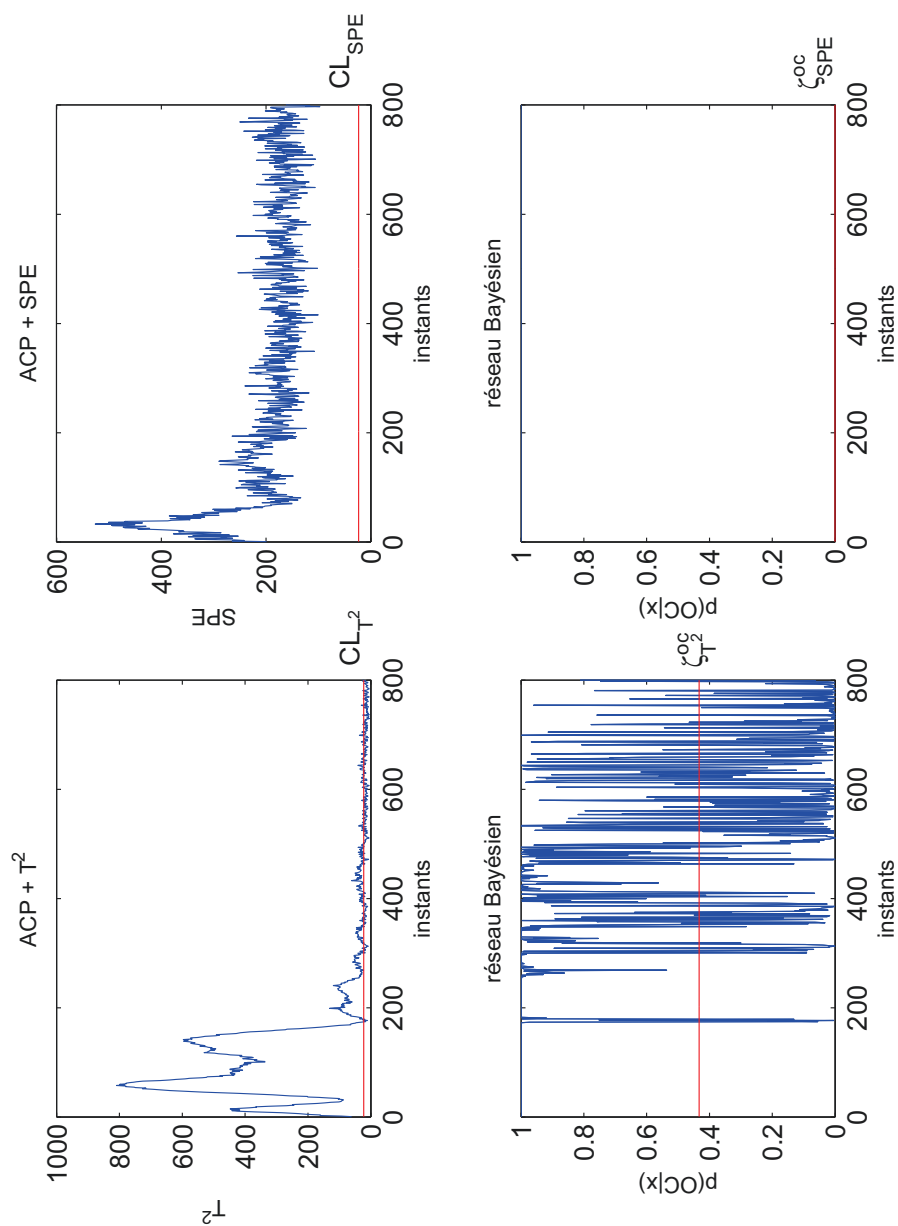 ACP + T²
T²
1000
800
600
400
200
0
0 200 400 600 800
instants
CL_T²
ACP + SPE
SPE
600
400
200
0
0 200 400 600 800
instants
CL_SPE
réseau Bayésien
p(OC|x)
1
0.8
0.6
0.4
0.2
0
0 200 400 600 800
instants
ζ^oc_T²
réseau Bayésien
p(OC|x)
1
0.8
0.6
0.4
0.2
0
0 200 400 600 800
instants
ζ^oc_SPE